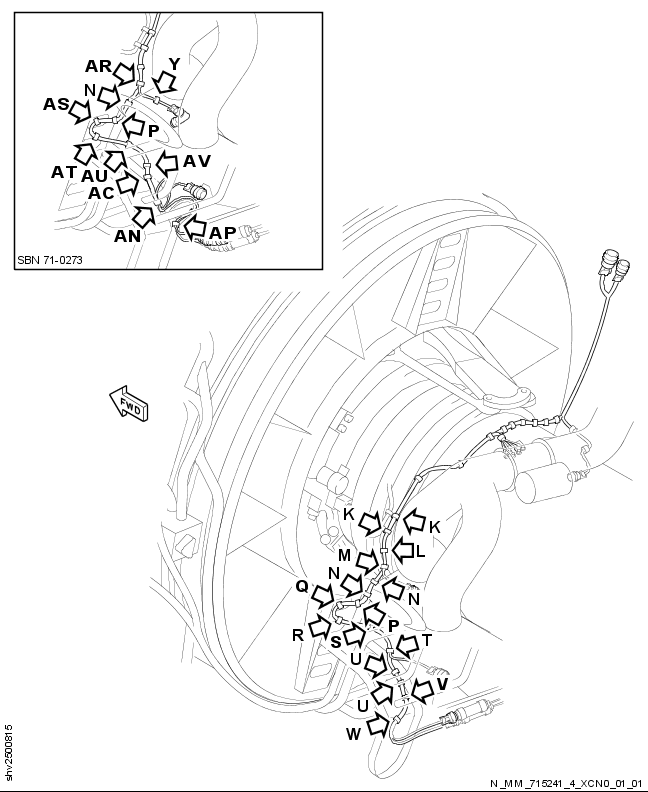 AR
Y
N
AS
P
AT
AU
AV
AC
AN
AP
SBN 71-0273
FWD
K
K
L
M
N
N
Q
P
R
S
T
U
V
U
W
shv2500815
N_MM_715241_4_XCN0_01_01